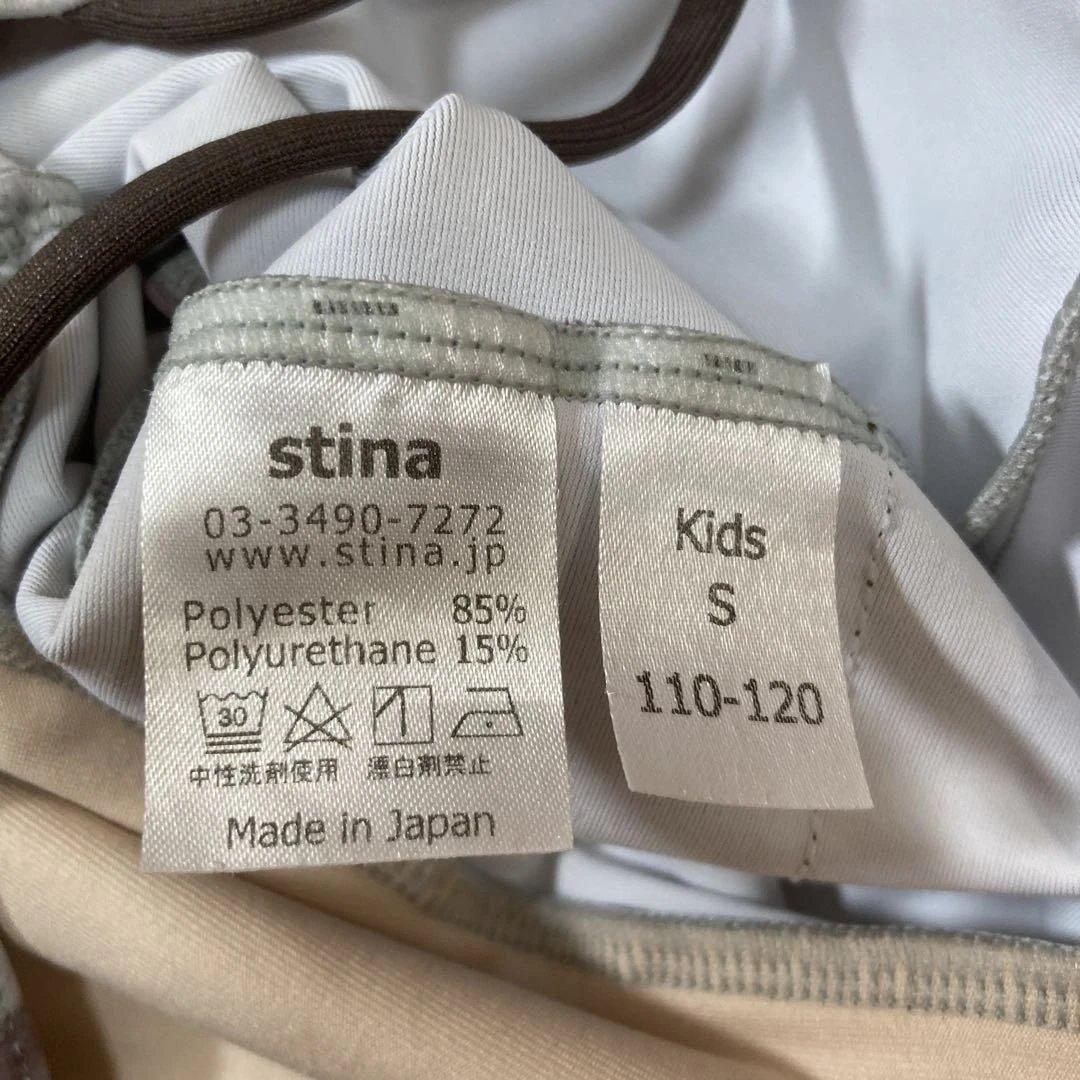 stina
03-3490-7272
www.stina.jp
Polyester 85%
Polyurethane 15%
30
中性洗剤使用 漂白剤禁止
Made in Japan
Kids
S
110-120